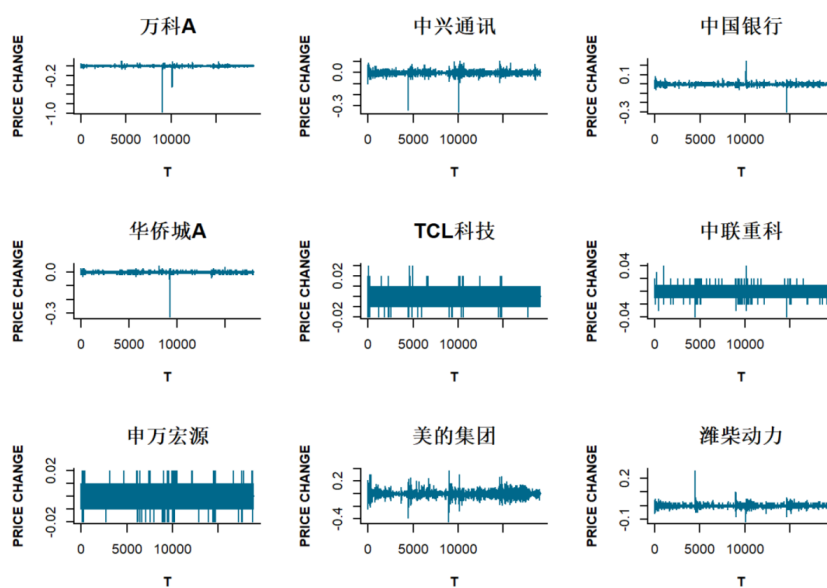 万科A
PRICE CHANGE
-0.2
-1.0
0 5000 10000
T
中兴通讯
PRICE CHANGE
0.0
-0.3
0 5000 10000
T
中国银行
PRICE CHANGE
0.1
-0.3
0 5000 10000
T
华侨城A
PRICE CHANGE
0.0
-0.3
0 5000 10000
T
TCL科技
PRICE CHANGE
0.02
-0.02
0 5000 10000
T
中联重科
PRICE CHANGE
0.04
-0.04
0 5000 10000
T
申万宏源
PRICE CHANGE
0.02
-0.02
0 5000 10000
T
美的集团
PRICE CHANGE
0.2
-0.4
0 5000 10000
T
潍柴动力
PRICE CHANGE
0.2
-0.1
0 5000 10000
T